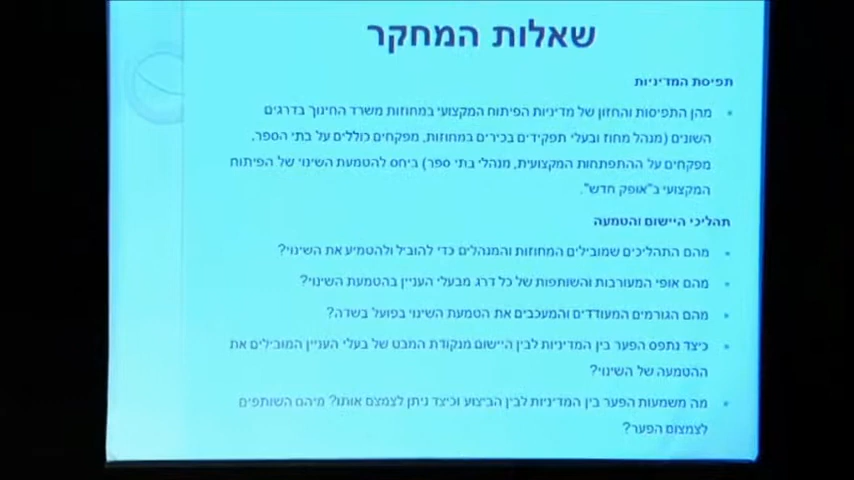 שאלות המחקר
תפיסת המדיניות
מהן התפיסות והחזון של מדיניות הפיתוח המקצועי במחוזות משרד החינוך בדרגים
השונים (מנהל מחוז ובעלי תפקידים בכירים במחוזות, מפקחים כוללים על בתי הספר,
מפקחים על ההתפתחות המקצועית, מנהלי בתי ספר) ביחס להטמעת השינוי של הפיתוח
המקצועי ב"אופק חדש".
תהליכי היישום והטמעה
מהם התהליכים שמובילים המחוזות והמנהלים כדי להוביל ולהטמיע את השינוי?
מהם אופי המעורבות והשותפות של כל דרג מבעלי העניין בהטמעת השינוי?
מהם הגורמים המעודדים והמעכבים את הטמעת השינוי בפועל בשדה?
כיצד נתפס הפער בין המדיניות לבין היישום מנקודת המבט של בעלי העניין המובילים את
ההטמעה של השינוי?
מה משמעות הפער בין המדיניות לבין הביצוע וכיצד ניתן לצמצם אותו? מיהם השותפים
לצמצום הפער?